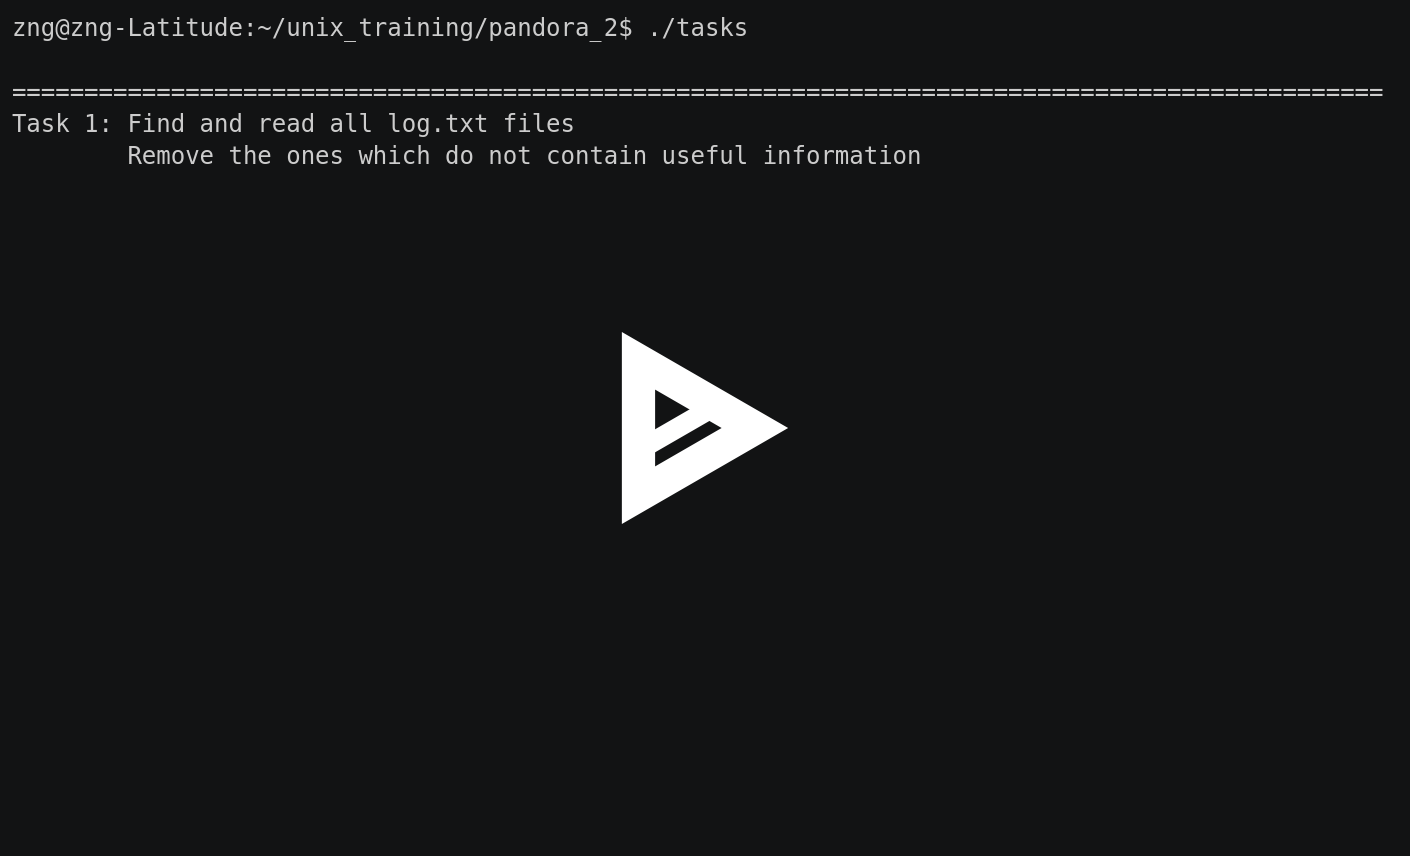 zng@zng-Latitude:~/unix_training/pandora_2$ ./tasks
===============================================================================================
Task 1: Find and read all log.txt files
Remove the ones which do not contain useful information